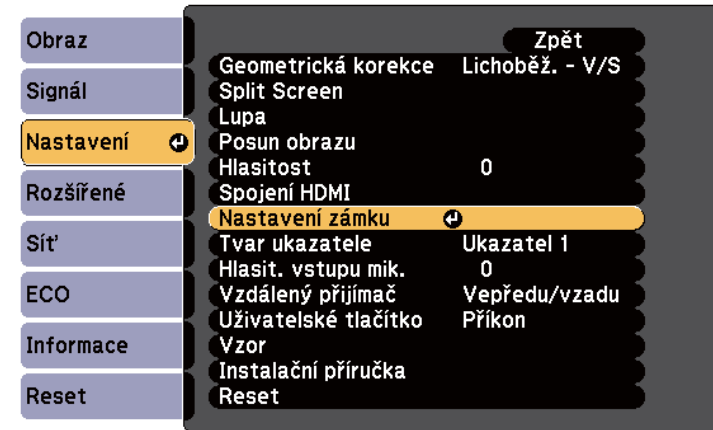 Obraz
Signál
Nastavení
Rozšířené
Síť
ECO
Informace
Reset
Zpět
Geometrická korekce Lichoběž. - V/S
Split Screen
Lupa
Posun obrazu
Hlasitost 0
Spojení HDMI
Nastavení zámku
Tvar ukazatele Ukazatel 1
Hlasit. vstupu mik. 0
Vzdálený přijímač Vepředu/vzadu
Uživatelské tlačítko Příkon
Vzor
Instalační příručka
Reset